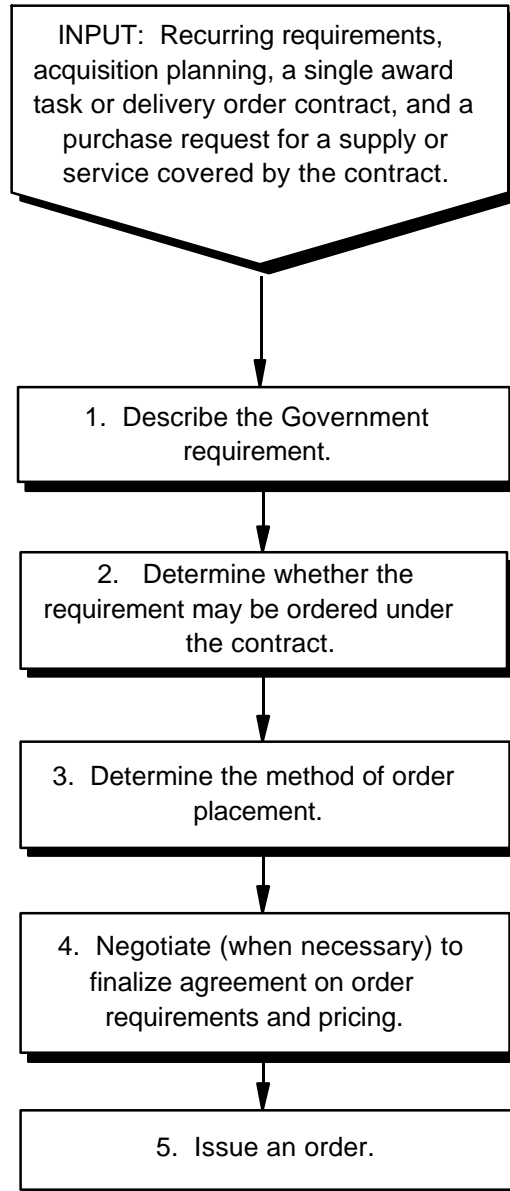 INPUT: Recurring requirements,
acquisition planning, a single award
task or delivery order contract, and a
purchase request for a supply or
service covered by the contract.
1. Describe the Government
requirement.
2. Determine whether the
requirement may be ordered under
the contract.
3. Determine the method of order
placement.
4. Negotiate (when necessary) to
finalize agreement on order
requirements and pricing.
5. Issue an order.